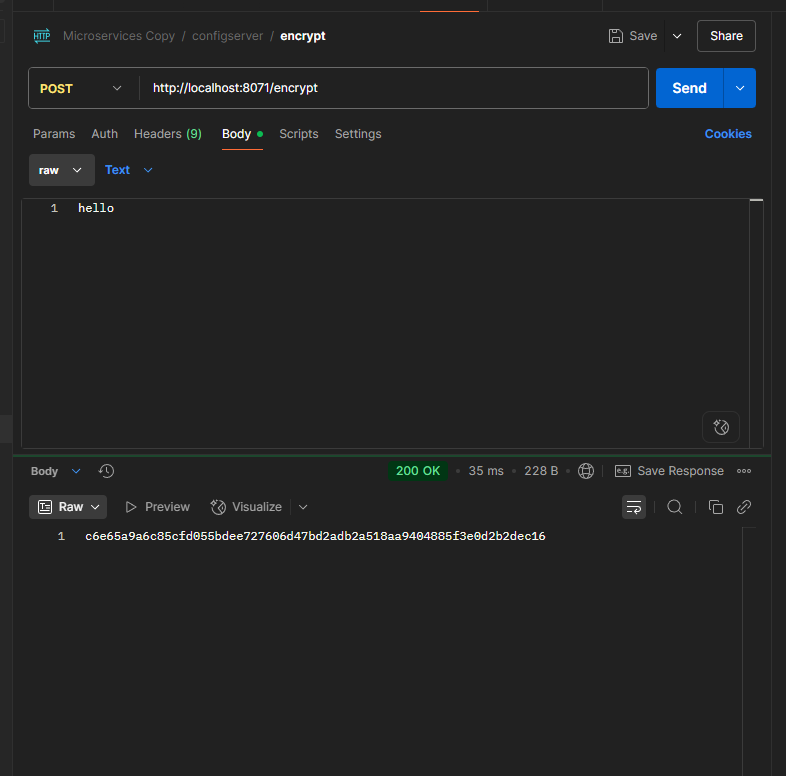 HTTP Microservices Copy / configserver / encrypt Save Share
POST http://localhost:8071/encrypt Send
Params Auth Headers (9) Body Scripts Settings Cookies
raw Text
1 hello
Body 200 OK 35 ms 228 B e.g. Save Response
Raw Preview Visualize
1 c6e65a9a6c85cfd055bdee727606d47bd2adb2a518aa9404885f3e0d2b2dec16